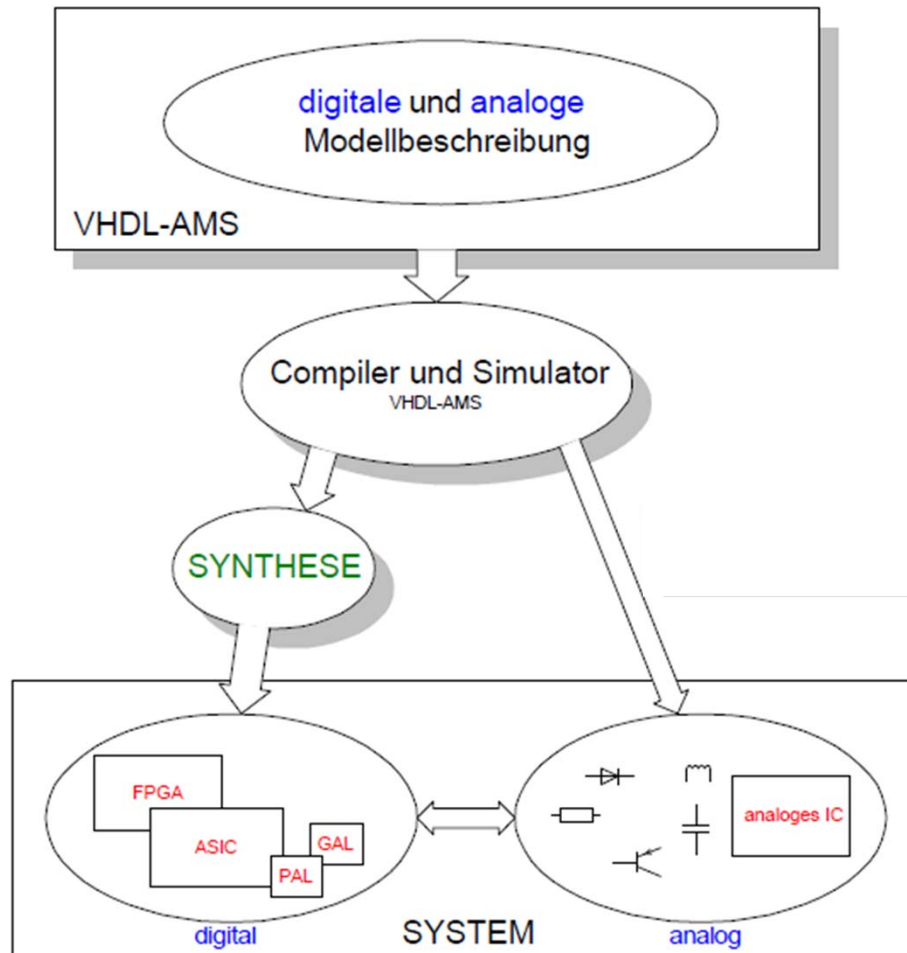 digitale und analoge
Modellbeschreibung
VHDL-AMS
Compiler und Simulator
VHDL-AMS
SYNTHESE
FPGA
ASIC
GAL
PAL
analoges IC
digital
SYSTEM
analog